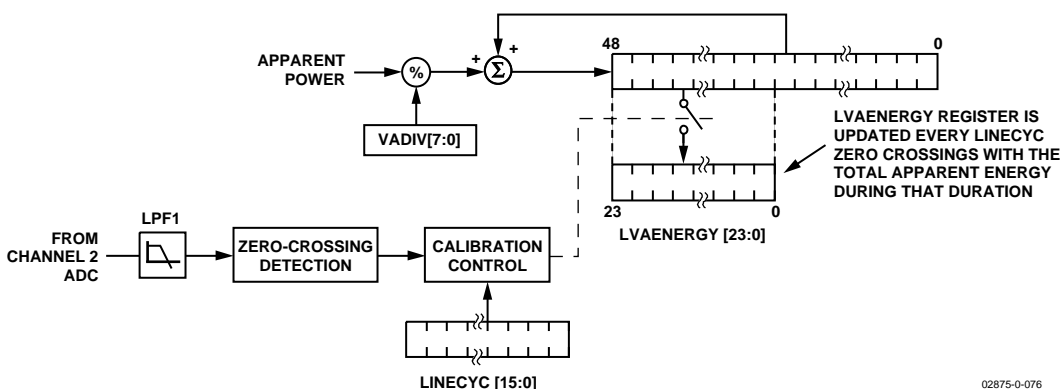 48
0
APPARENT
POWER
%
+
Σ
+
VADIV[7:0]
LVAENERGY REGISTER IS
UPDATED EVERY LINECYC
ZERO CROSSINGS WITH THE
TOTAL APPARENT ENERGY
DURING THAT DURATION
23
0
LVAENERGY [23:0]
LPF1
FROM
CHANNEL 2
ADC
ZERO-CROSSING
DETECTION
CALIBRATION
CONTROL
LINECYC [15:0]
02875-0-076